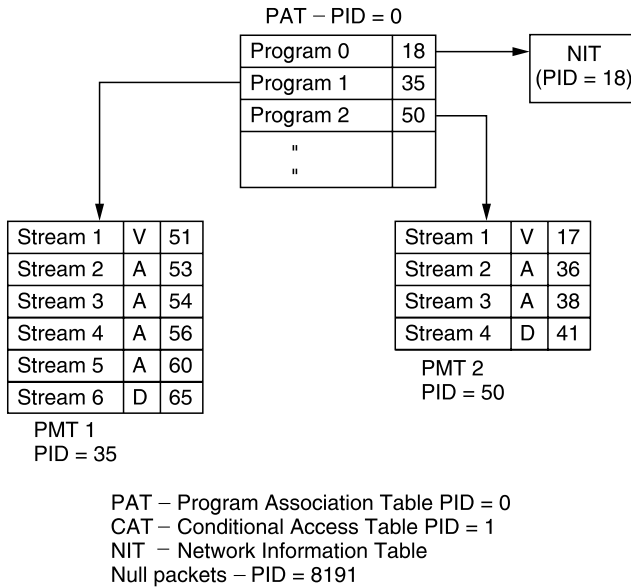 PAT – PID = 0
Program 0 18
Program 1 35
Program 2 50
"
"
NIT
(PID = 18)
Stream 1 V 51
Stream 2 A 53
Stream 3 A 54
Stream 4 A 56
Stream 5 A 60
Stream 6 D 65
PMT 1
PID = 35
Stream 1 V 17
Stream 2 A 36
Stream 3 A 38
Stream 4 D 41
PMT 2
PID = 50
PAT – Program Association Table PID = 0
CAT – Conditional Access Table PID = 1
NIT – Network Information Table
Null packets – PID = 8191